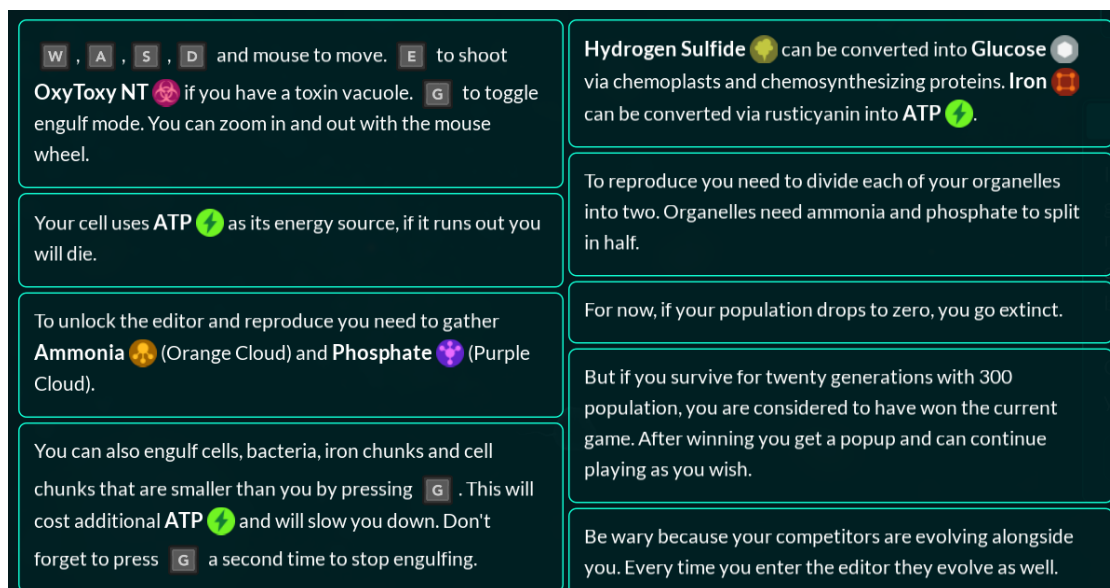 W , A , S , D and mouse to move. E to shoot
OxyToxy NT if you have a toxin vacuole. G to toggle
engulf mode. You can zoom in and out with the mouse
wheel.
Your cell uses ATP as its energy source, if it runs out you
will die.
To unlock the editor and reproduce you need to gather
Ammonia (Orange Cloud) and Phosphate (Purple
Cloud).
You can also engulf cells, bacteria, iron chunks and cell
chunks that are smaller than you by pressing G . This will
cost additional ATP and will slow you down. Don't
forget to press G a second time to stop engulfing.
Hydrogen Sulfide can be converted into Glucose
via chemoplasts and chemosynthesizing proteins. Iron
can be converted via rusticyanin into ATP .
To reproduce you need to divide each of your organelles
into two. Organelles need ammonia and phosphate to split
in half.
For now, if your population drops to zero, you go extinct.
But if you survive for twenty generations with 300
population, you are considered to have won the current
game. After winning you get a popup and can continue
playing as you wish.
Be wary because your competitors are evolving alongside
you. Every time you enter the editor they evolve as well.